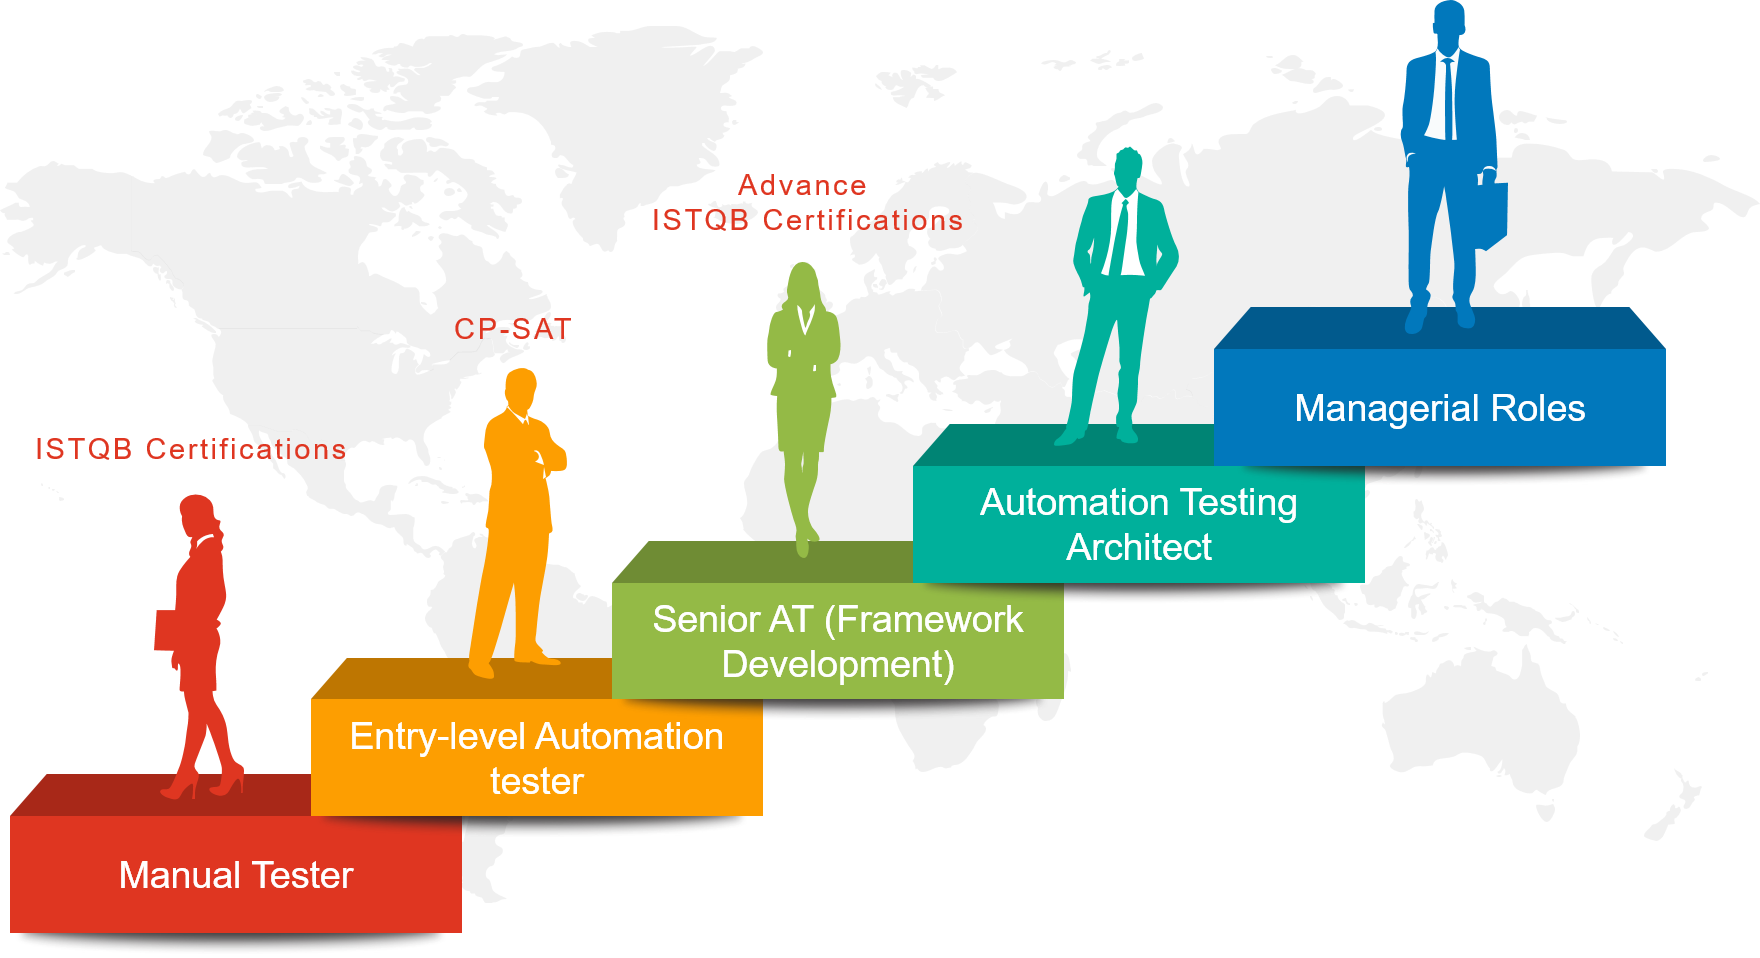 Advance
ISTQB Certifications
CP-SAT
ISTQB Certifications
Managerial Roles
Automation Testing
Architect
Senior AT (Framework
Development)
Entry-level Automation
tester
Manual Tester